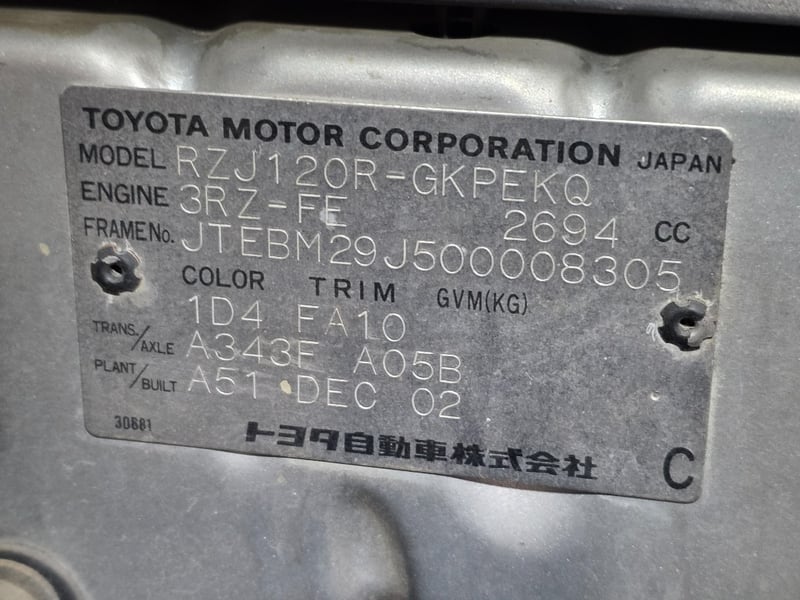 TOYOTA MOTOR CORPORATION JAPAN
MODEL RZJ120R-GKPEKQ
ENGINE 3RZ-FE 2694 CC
FRAME No. JTEBM29J500008305
COLOR TRIM GVM(KG)
1D4 FA10
TRANS./AXLE A343F A05B
PLANT/BUILT A51 DEC 02
30681
トヨタ自動車株式会社 C